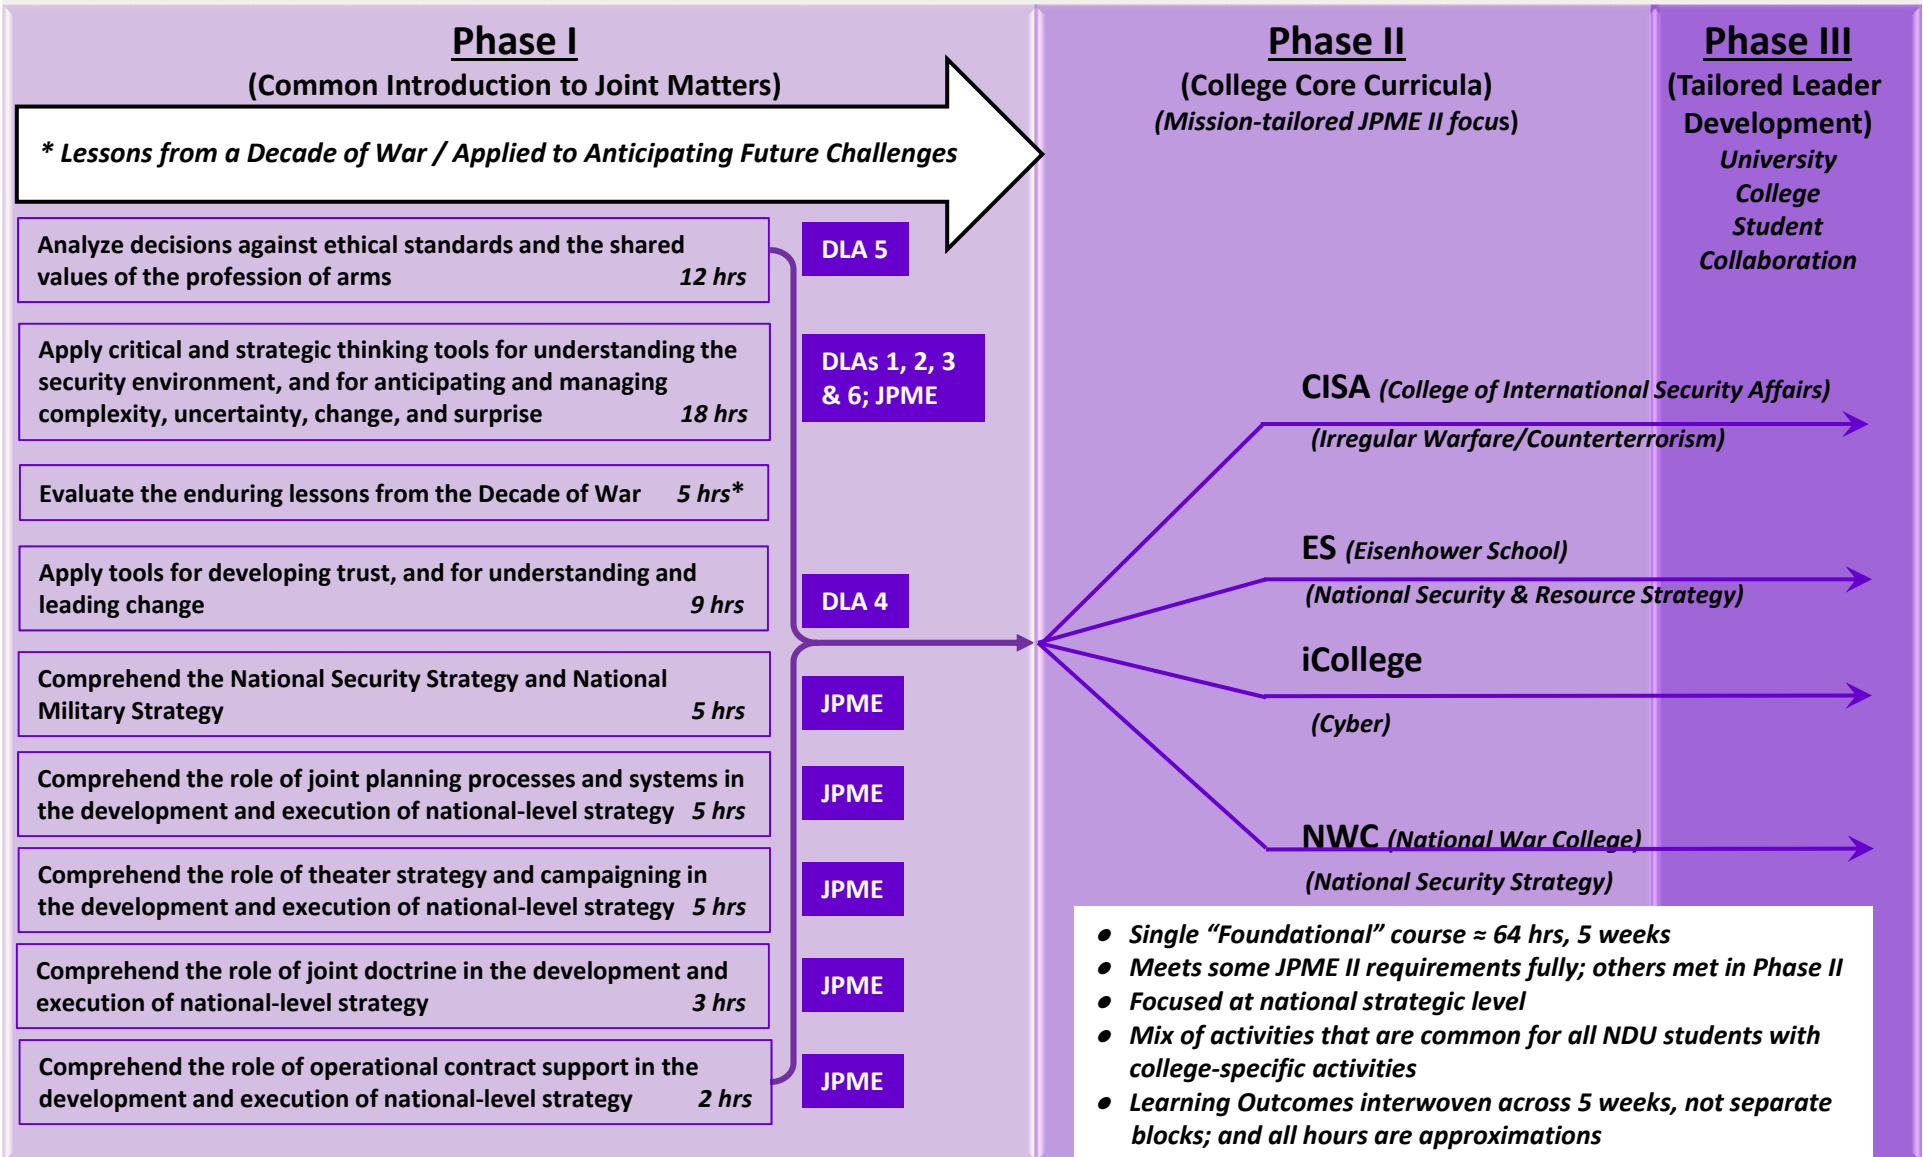 Phase I
(Common Introduction to Joint Matters)
* Lessons from a Decade of War / Applied to Anticipating Future Challenges
Analyze decisions against ethical standards and the shared
values of the profession of arms 12 hrs
DLA 5
Apply critical and strategic thinking tools for understanding the
security environment, and for anticipating and managing
complexity, uncertainty, change, and surprise 18 hrs
DLAs 1, 2, 3
& 6; JPME
Evaluate the enduring lessons from the Decade of War 5 hrs*
Apply tools for developing trust, and for understanding and
leading change 9 hrs
DLA 4
Comprehend the National Security Strategy and National
Military Strategy 5 hrs
JPME
Comprehend the role of joint planning processes and systems in
the development and execution of national-level strategy 5 hrs
JPME
Comprehend the role of theater strategy and campaigning in
the development and execution of national-level strategy 5 hrs
JPME
Comprehend the role of joint doctrine in the development and
execution of national-level strategy 3 hrs
JPME
Comprehend the role of operational contract support in the
development and execution of national-level strategy 2 hrs
JPME
Phase II
(College Core Curricula)
(Mission-tailored JPME II focus)
Phase III
(Tailored Leader
Development)
University
College
Student
Collaboration
CISA (College of International Security Affairs)
(Irregular Warfare/Counterterrorism)
ES (Eisenhower School)
(National Security & Resource Strategy)
iCollege
(Cyber)
NWC (National War College)
(National Security Strategy)
● Single “Foundational” course ≈ 64 hrs, 5 weeks
● Meets some JPME II requirements fully; others met in Phase II
● Focused at national strategic level
● Mix of activities that are common for all NDU students with
college-specific activities
● Learning Outcomes interwoven across 5 weeks, not separate
blocks; and all hours are approximations